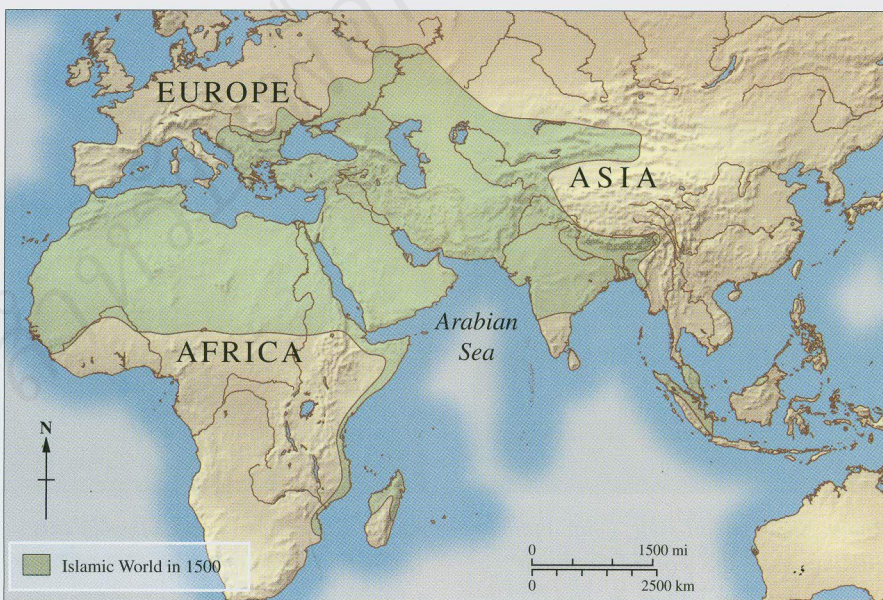 EUROPE
ASIA
Arabian
Sea
AFRICA
N
0 1500 mi
0 2500 km
Islamic World in 1500